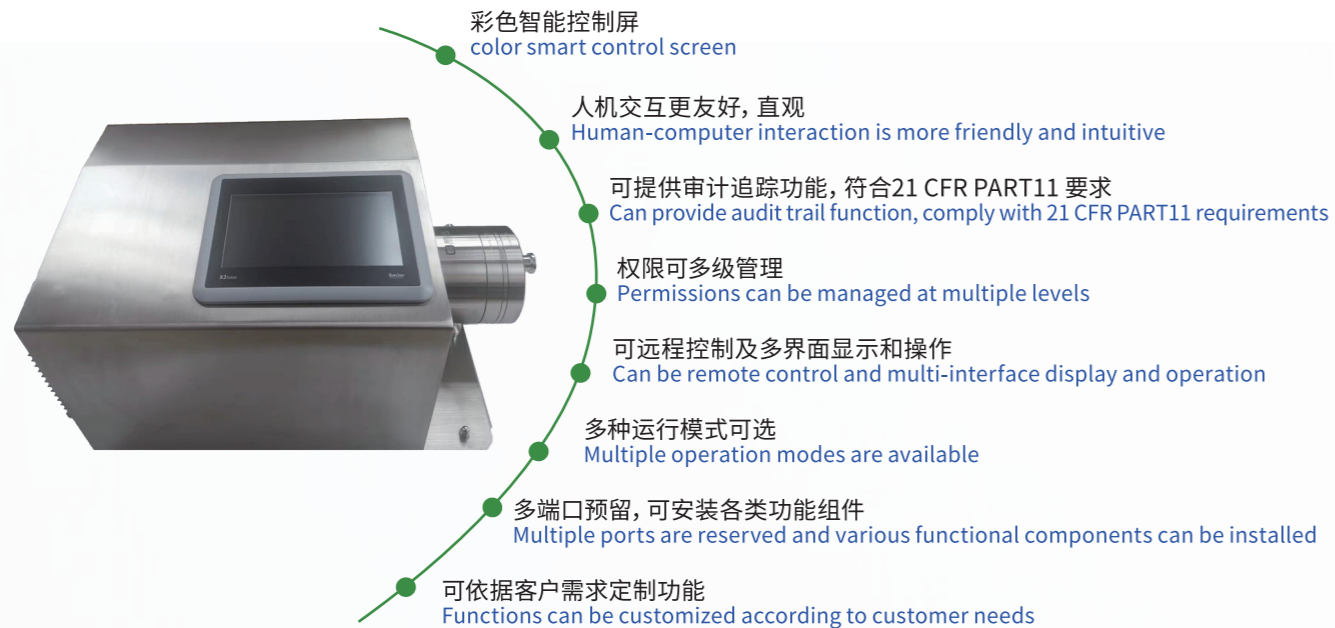 彩色智能控制屏
color smart control screen
人机交互更友好，直观
Human-computer interaction is more friendly and intuitive
可提供审计追踪功能，符合21 CFR PART11 要求
Can provide audit trail function, comply with 21 CFR PART11 requirements
权限可多级管理
Permissions can be managed at multiple levels
可远程控制及多界面显示和操作
Can be remote control and multi-interface display and operation
多种运行模式可选
Multiple operation modes are available
多端口预留，可安装各类功能组件
Multiple ports are reserved and various functional components can be installed
可依据客户需求定制功能
Functions can be customized according to customer needs